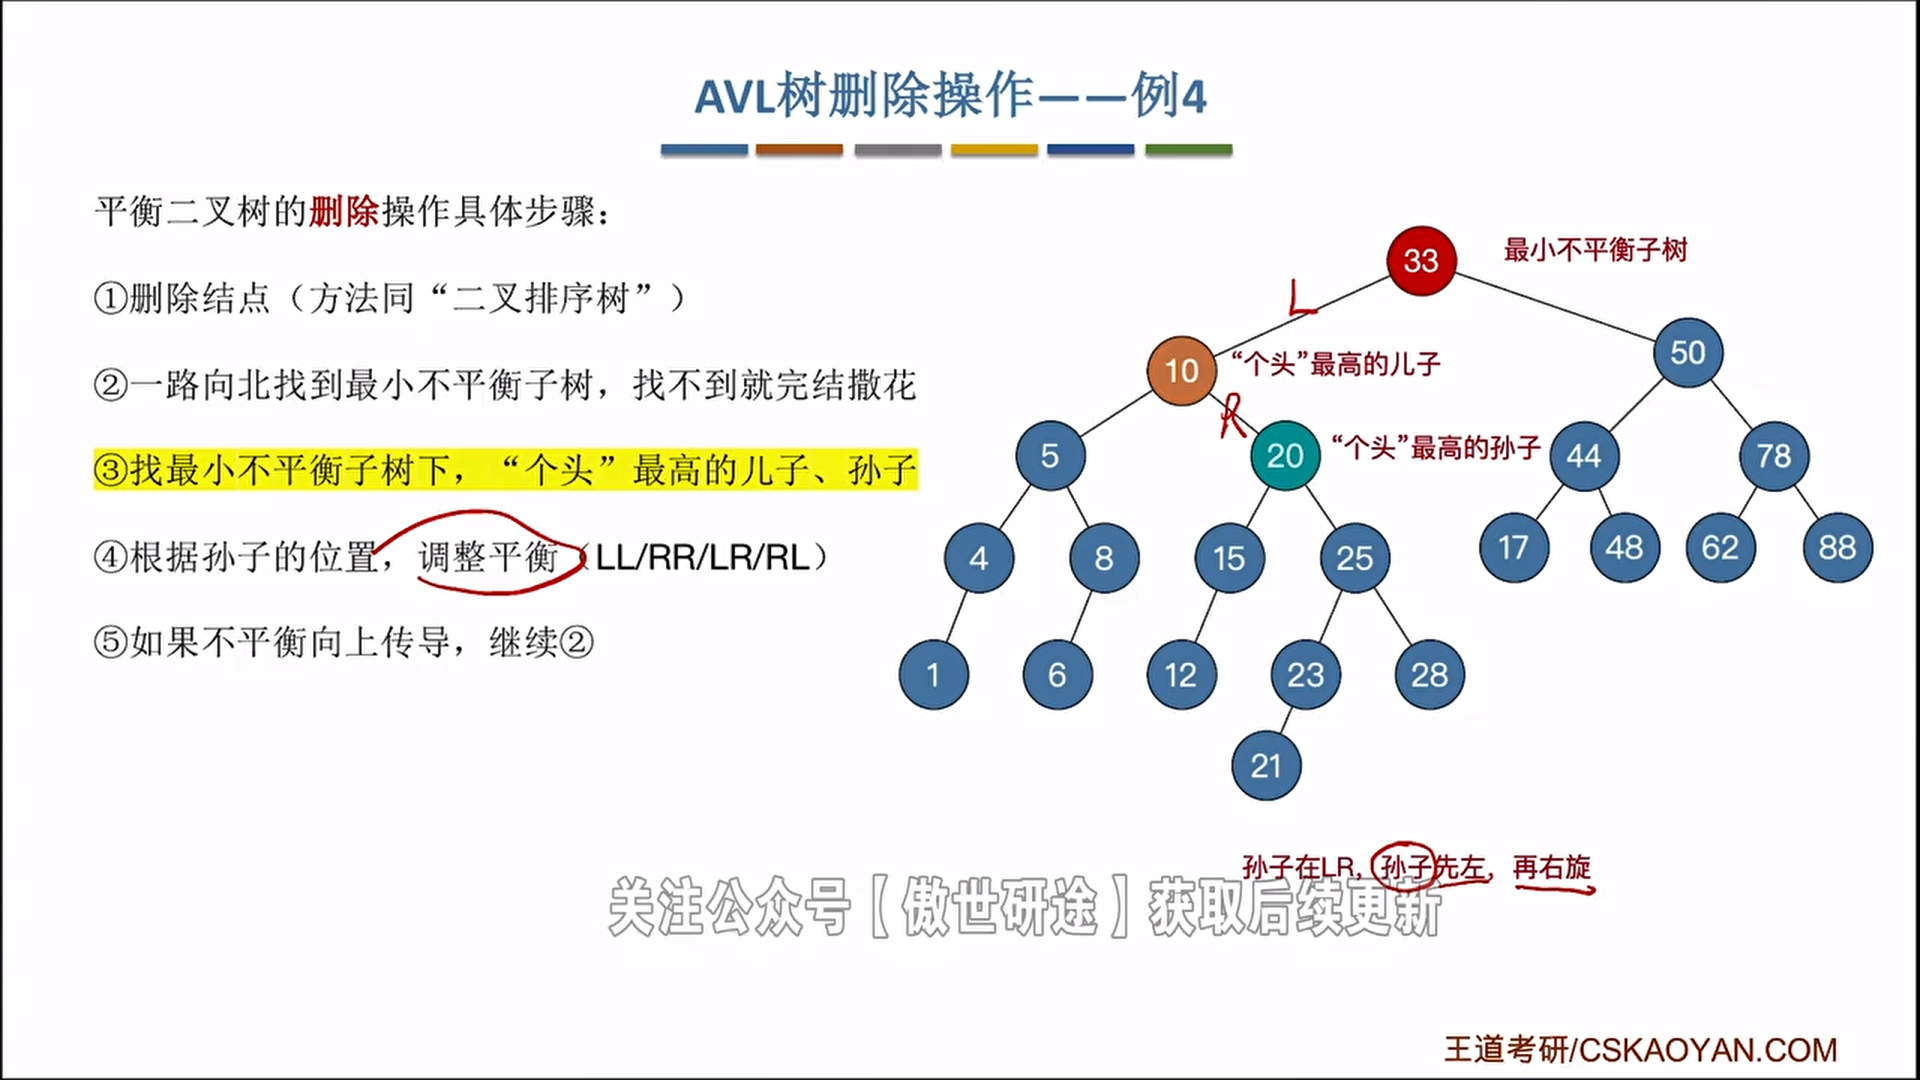 AVL树删除操作——例4
平衡二叉树的删除操作具体步骤：
①删除结点（方法同“二叉排序树”）
②一路向北找到最小不平衡子树，找不到就完结撒花
③找最小不平衡子树下，“个头”最高的儿子、孙子
④根据孙子的位置，调整平衡（LL/RR/LR/RL）
⑤如果不平衡向上传导，继续②
33
最小不平衡子树
L
10
“个头”最高的儿子
50
R
5
20
“个头”最高的孙子
44
78
4
8
15
25
17
48
62
88
1
6
12
23
28
21
孙子在LR，孙子先左，再右旋
关注公众号【傲世研途】获取后续更新
王道考研/CSKAOYAN.COM